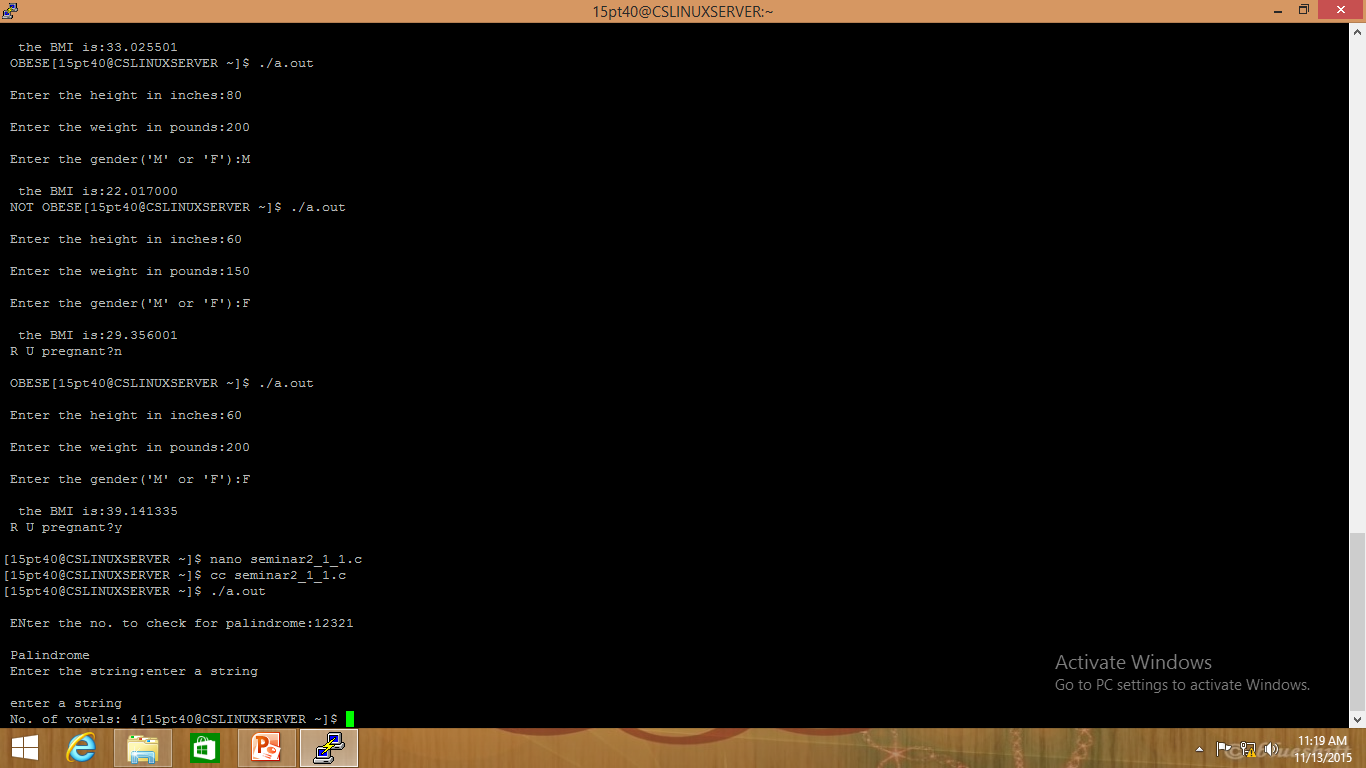 15pt40@CSLINUXSERVER:~
the BMI is:33.025501
OBESE[15pt40@CSLINUXSERVER ~]$ ./a.out
Enter the height in inches:80
Enter the weight in pounds:200
Enter the gender('M' or 'F'):M
the BMI is:22.017000
NOT OBESE[15pt40@CSLINUXSERVER ~]$ ./a.out
Enter the height in inches:60
Enter the weight in pounds:150
Enter the gender('M' or 'F'):F
the BMI is:29.356001
R U pregnant?n
OBESE[15pt40@CSLINUXSERVER ~]$ ./a.out
Enter the height in inches:60
Enter the weight in pounds:200
Enter the gender('M' or 'F'):F
the BMI is:39.141335
R U pregnant?y
[15pt40@CSLINUXSERVER ~]$ nano seminar2_1_1.c
[15pt40@CSLINUXSERVER ~]$ cc seminar2_1_1.c
[15pt40@CSLINUXSERVER ~]$ ./a.out
ENter the no. to check for palindrome:12321
Palindrome
Enter the string:enter a string
enter a string
No. of vowels: 4[15pt40@CSLINUXSERVER ~]$
Activate Windows
Go to PC settings to activate Windows.
11:19 AM
11/13/2015